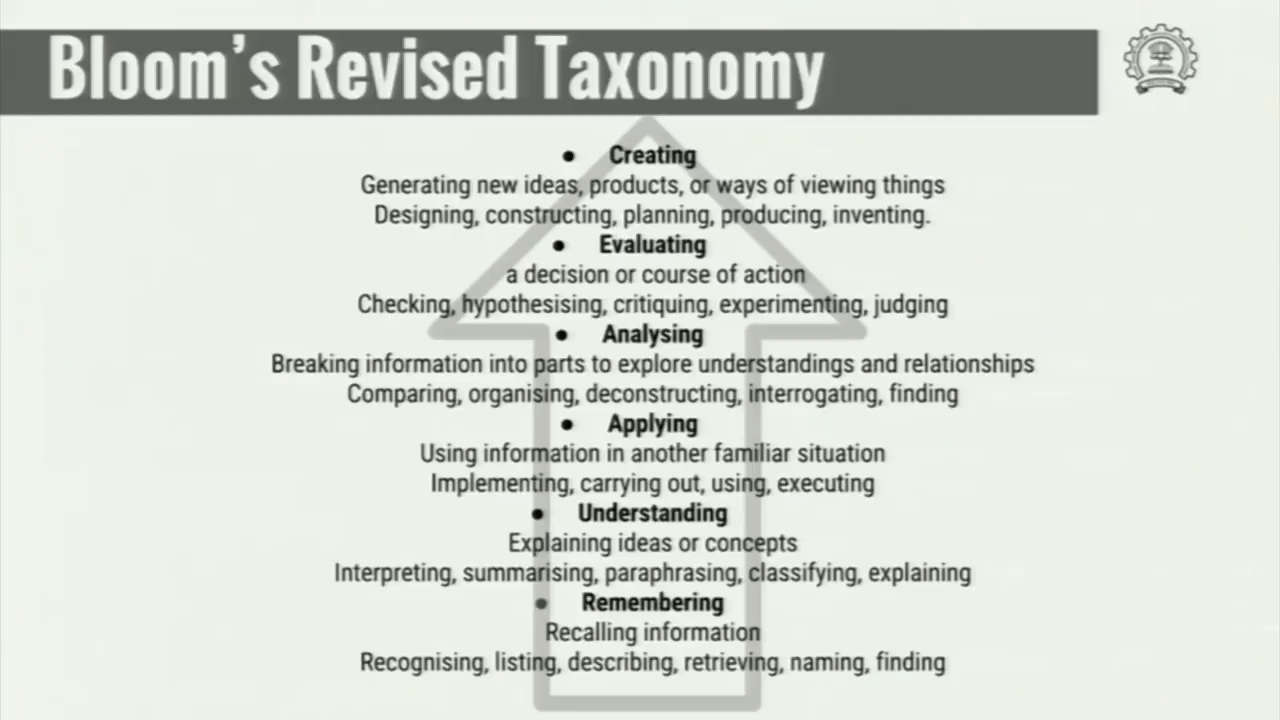 Bloom's Revised Taxonomy
• Creating
Generating new ideas, products, or ways of viewing things
Designing, constructing, planning, producing, inventing.
• Evaluating
a decision or course of action
Checking, hypothesising, critiquing, experimenting, judging
• Analysing
Breaking information into parts to explore understandings and relationships
Comparing, organising, deconstructing, interrogating, finding
• Applying
Using information in another familiar situation
Implementing, carrying out, using, executing
• Understanding
Explaining ideas or concepts
Interpreting, summarising, paraphrasing, classifying, explaining
• Remembering
Recalling information
Recognising, listing, describing, retrieving, naming, finding